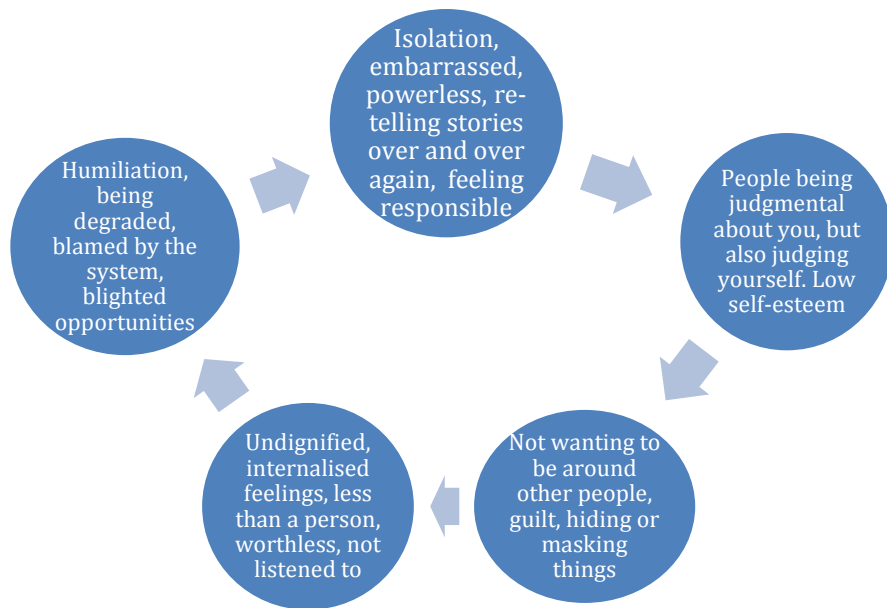 Isolation,
embarrassed,
powerless, re-
telling stories
over and over
again, feeling
responsible
People being
judgmental
about you, but
also judging
yourself. Low
self-esteem
Not wanting to
be around
other people,
guilt, hiding or
masking
things
Undignified,
internalised
feelings, less
than a person,
worthless, not
listened to
Humiliation,
being
degraded,
blamed by the
system,
blighted
opportunities